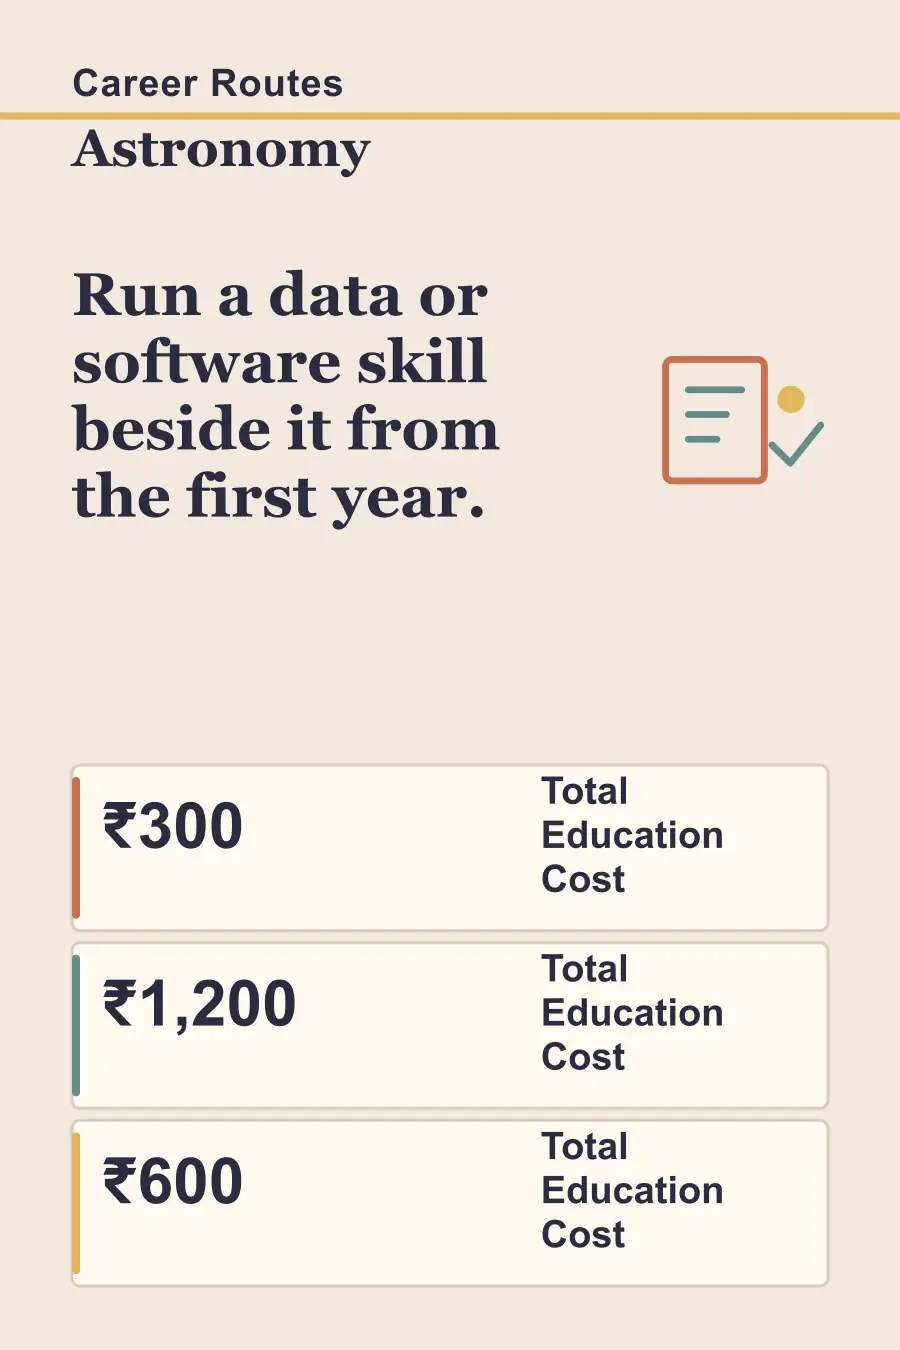 Career Routes
Astronomy
Run a data or
software skill
beside it from
the first year.
₹300
Total
Education
Cost
₹1,200
Total
Education
Cost
₹600
Total
Education
Cost